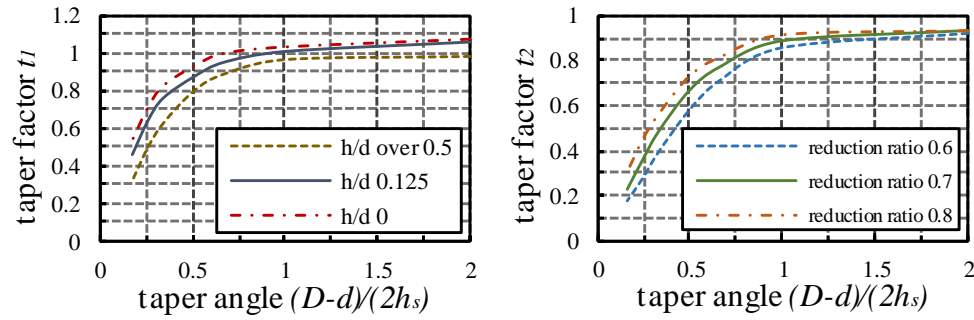 taper factor t1
1.2
1
0.8
0.6
0.4
0.2
0
h/d over 0.5
h/d 0.125
h/d 0
0 0.5 1 1.5 2
taper angle (D-d)/(2hs)
taper factor t2
1
0.8
0.6
0.4
0.2
0
reduction ratio 0.6
reduction ratio 0.7
reduction ratio 0.8
0 0.5 1 1.5 2
taper angle (D-d)/(2hs)